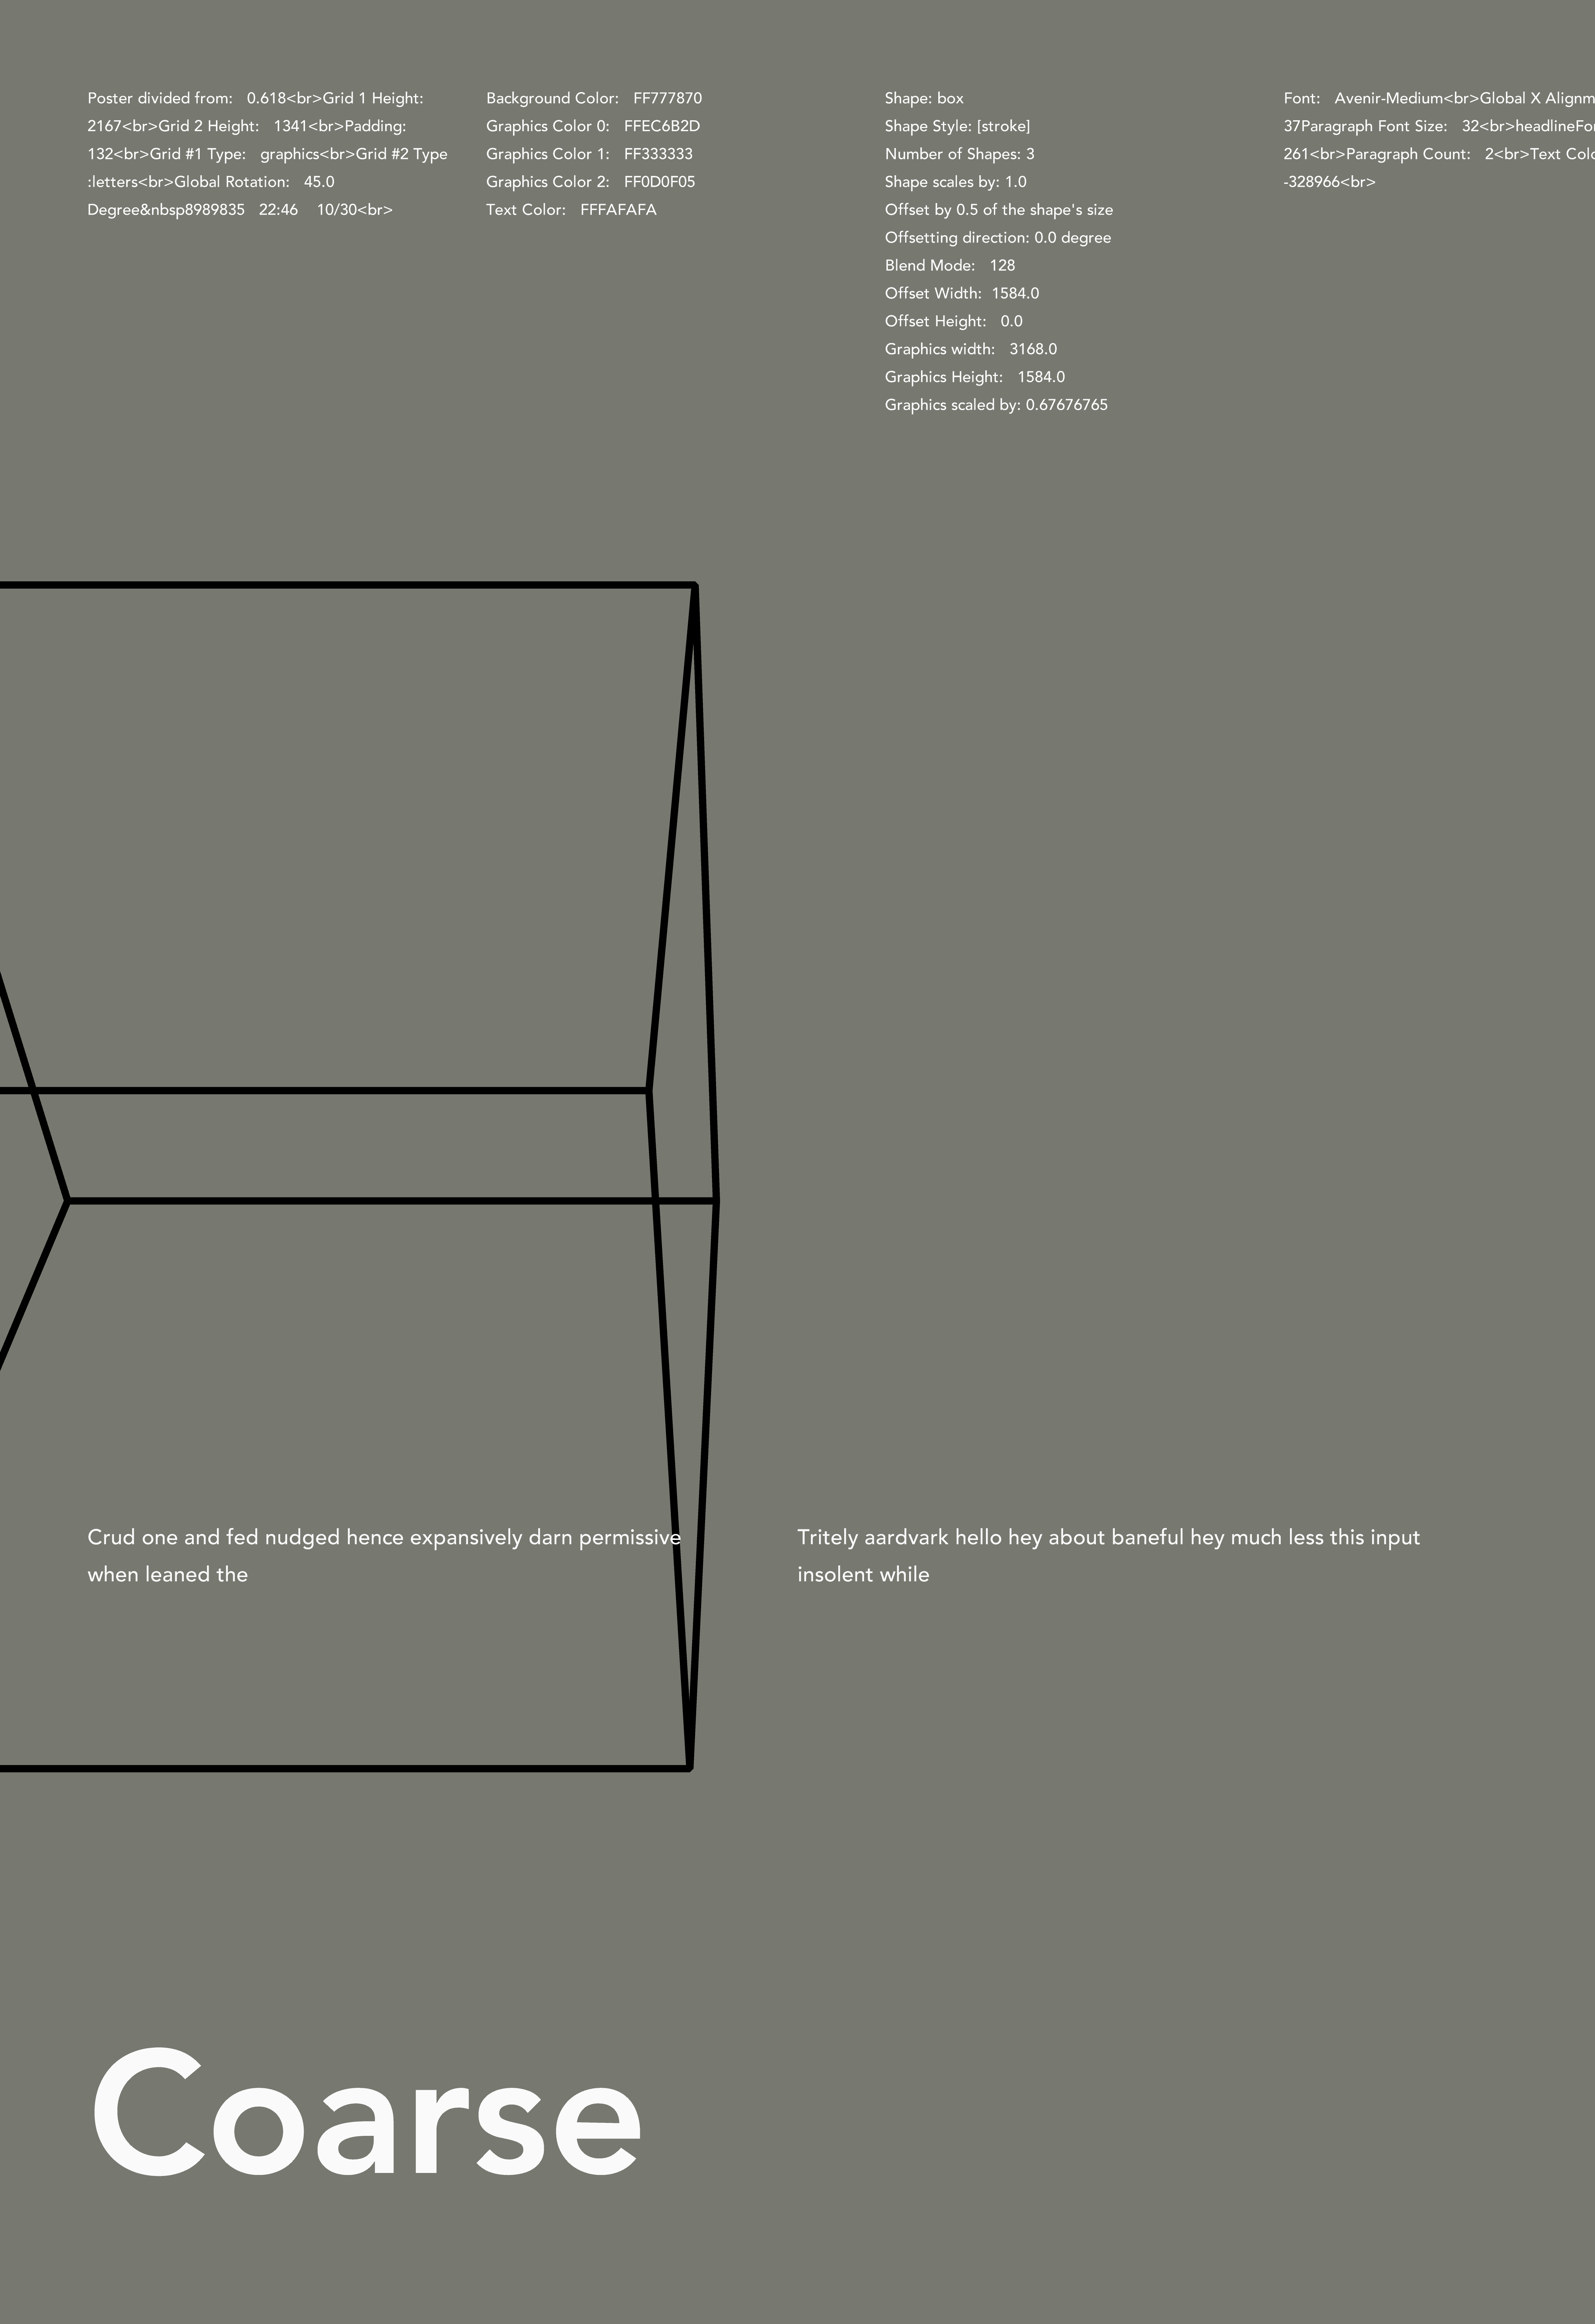 Poster divided from:   0.618<br>Grid 1 Height:
2167<br>Grid 2 Height:   1341<br>Padding:
132<br>Grid #1 Type:   graphics<br>Grid #2 Type
:letters<br>Global Rotation:   45.0
Degree&nbsp8989835   22:46    10/30<br>
Background Color:   FF777870
Graphics Color 0:   FFEC6B2D
Graphics Color 1:   FF333333
Graphics Color 2:   FF0D0F05
Text Color:   FFFAFAFA
Shape: box
Shape Style: [stroke]
Number of Shapes: 3
Shape scales by: 1.0
Offset by 0.5 of the shape's size
Offsetting direction: 0.0 degree
Blend Mode:   128
Offset Width:  1584.0
Offset Height:   0.0
Graphics width:   3168.0
Graphics Height:   1584.0
Graphics scaled by: 0.67676765
Font:   Avenir-Medium<br>Global X Alignm
37Paragraph Font Size:   32<br>headlineFo
261<br>Paragraph Count:   2<br>Text Colo
-328966<br>
Crud one and fed nudged hence expansively darn permissive
when leaned the
Tritely aardvark hello hey about baneful hey much less this input
insolent while
Coarse